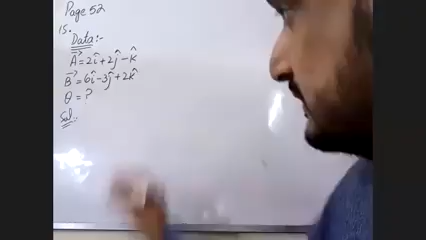 Page 52
15.
Data:-
A⃗ = 2î + 2ĵ - k̂
B⃗ = 6î - 3ĵ + 2k̂
θ = ?
Sol: